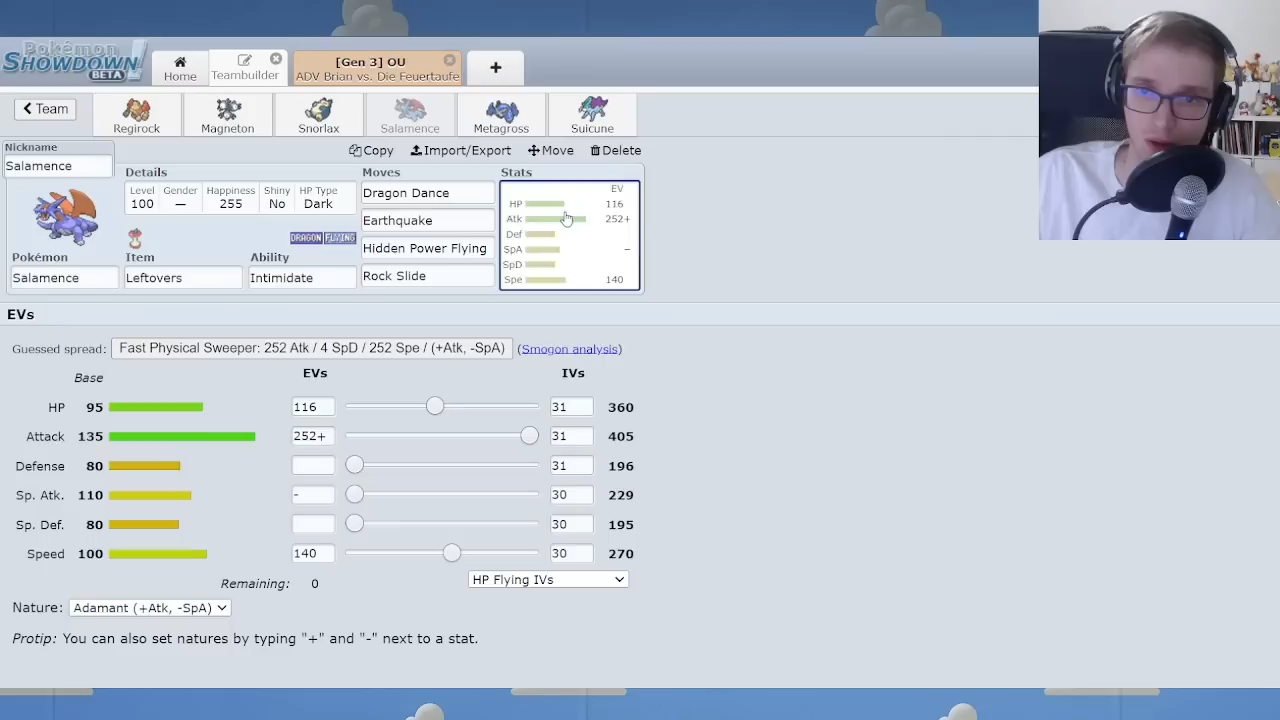 Pokémon
SHOWDOWN
BETA
Home
Teambuilder
[Gen 3] OU
ADV Brian vs. Die Feuertaufe
+
Team
Regirock
Magneton
Snorlax
Salamence
Metagross
Suicune
Nickname
Salamence
Copy
Import/Export
Move
Delete
Details
Level
100
Gender
—
Happiness
255
Shiny
No
HP Type
Dark
DRAGON FLYING
Pokémon
Salamence
Item
Leftovers
Ability
Intimidate
Moves
Dragon Dance
Earthquake
Hidden Power Flying
Rock Slide
Stats
EV
HP 116
Atk 252+
Def
SpA –
SpD
Spe 140
EVs
Guessed spread: Fast Physical Sweeper: 252 Atk / 4 SpD / 252 Spe / (+Atk, -SpA) (Smogon analysis)
Base EVs IVs
HP 95 116 31 360
Attack 135 252+ 31 405
Defense 80 31 196
Sp. Atk. 110 - 30 229
Sp. Def. 80 30 195
Speed 100 140 30 270
Remaining: 0
HP Flying IVs
Nature: Adamant (+Atk, -SpA)
Protip: You can also set natures by typing "+" and "-" next to a stat.